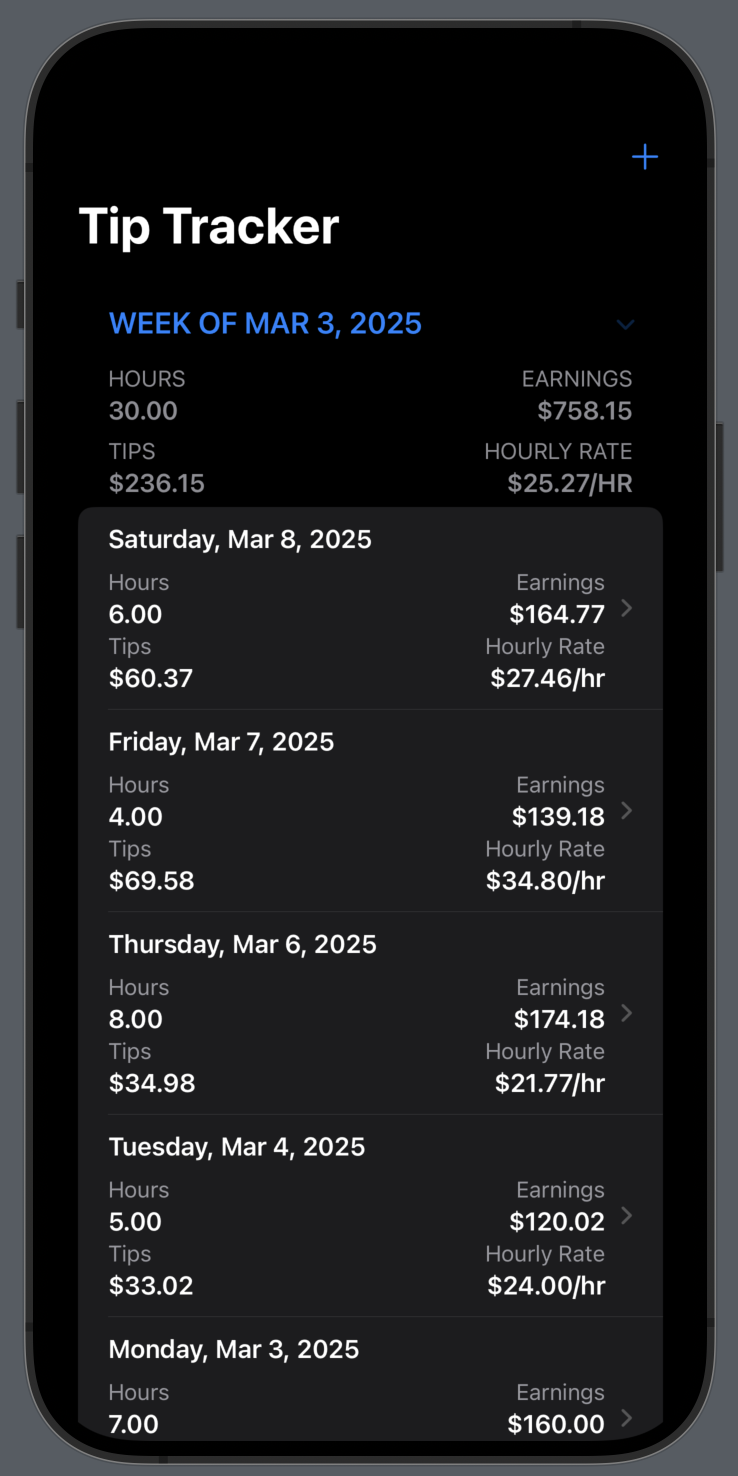 Tip Tracker
WEEK OF MAR 3, 2025
HOURS EARNINGS
30.00 $758.15
TIPS HOURLY RATE
$236.15 $25.27/HR
Saturday, Mar 8, 2025
Hours Earnings
6.00 $164.77
Tips Hourly Rate
$60.37 $27.46/hr
Friday, Mar 7, 2025
Hours Earnings
4.00 $139.18
Tips Hourly Rate
$69.58 $34.80/hr
Thursday, Mar 6, 2025
Hours Earnings
8.00 $174.18
Tips Hourly Rate
$34.98 $21.77/hr
Tuesday, Mar 4, 2025
Hours Earnings
5.00 $120.02
Tips Hourly Rate
$33.02 $24.00/hr
Monday, Mar 3, 2025
Hours Earnings
7.00 $160.00